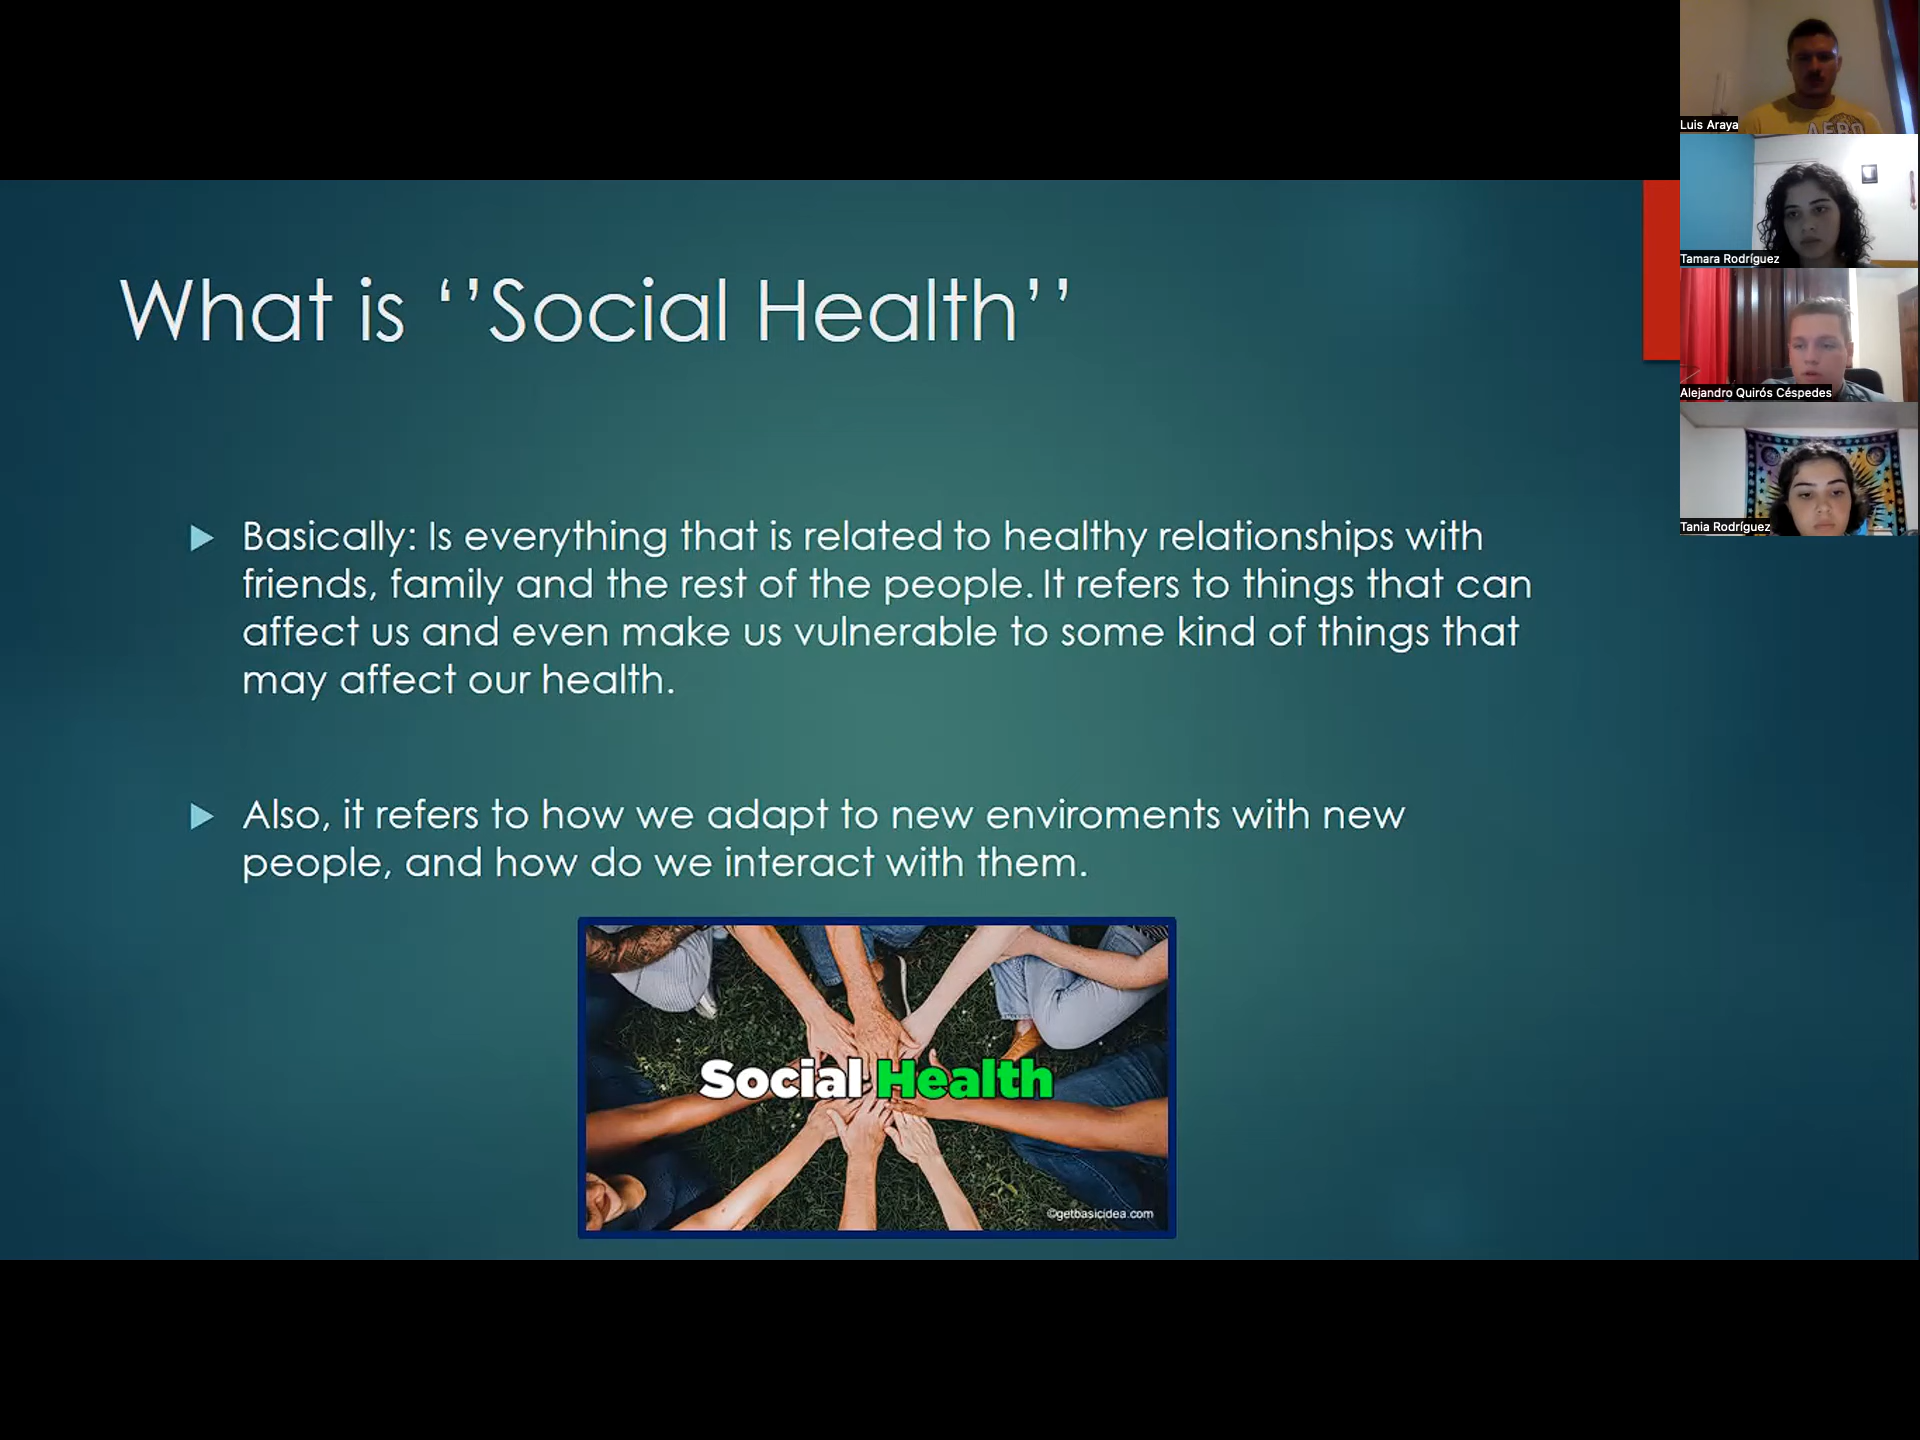 What is ‘’Social Health’’
Basically: Is everything that is related to healthy relationships with
friends, family and the rest of the people. It refers to things that can
affect us and even make us vulnerable to some kind of things that
may affect our health.
Also, it refers to how we adapt to new enviroments with new
people, and how do we interact with them.
Social Health
©getbasicidea.com
Luis Araya
AERO
Tamara Rodríguez
Alejandro Quirós Céspedes
Tania Rodríguez